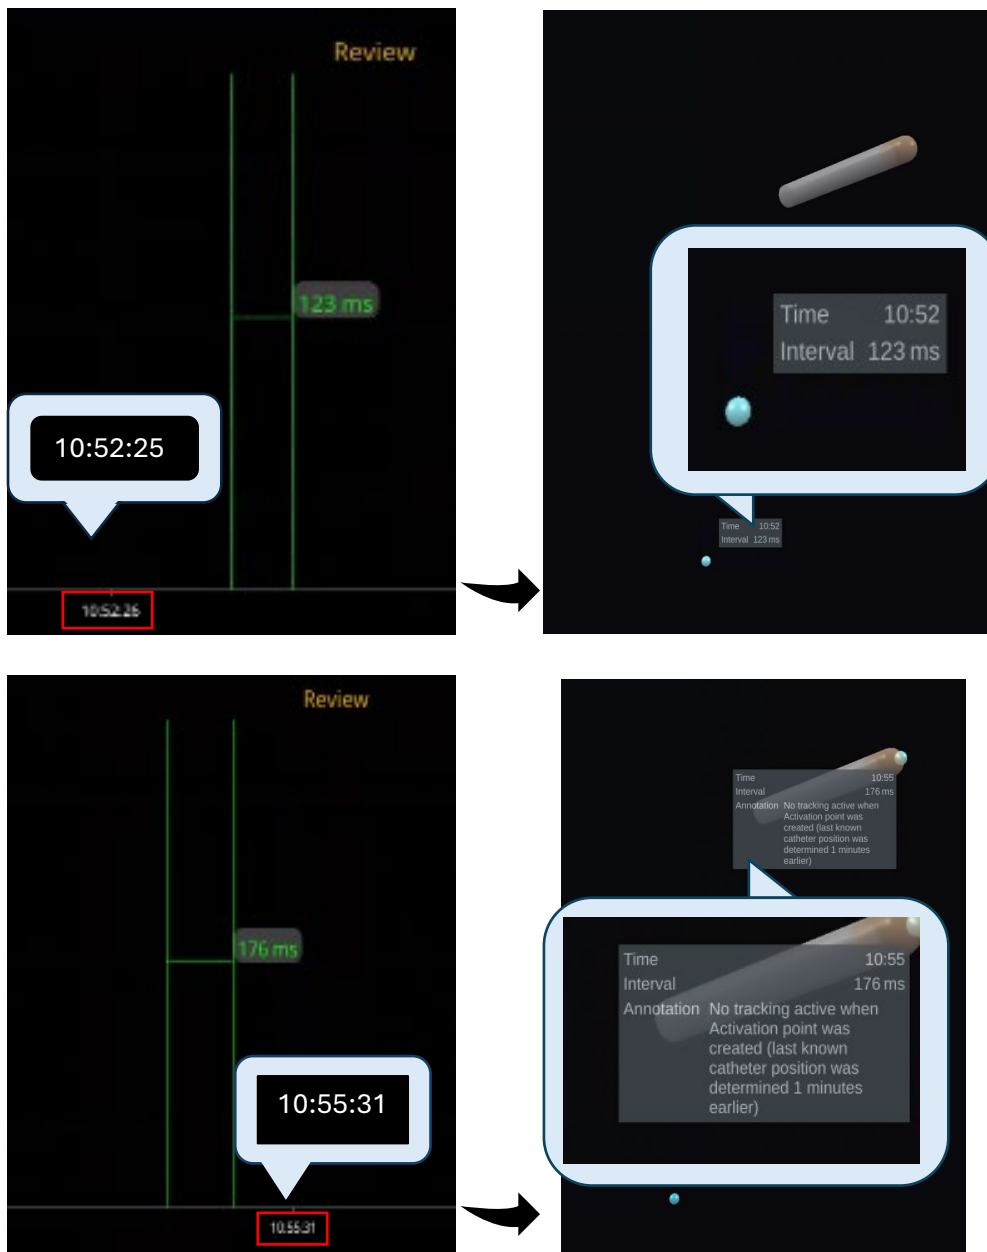 Review
123 ms
10:52:25
10:52:26
Time 10:52
Interval 123 ms
Time 10:52
Interval 123 ms
Review
176 ms
10:55:31
10:55:31
Time 10:55
Interval 176 ms
Annotation No tracking active when
Activation point was
created (last known
catheter position was
determined 1 minutes
earlier)
Time 10:55
Interval 176 ms
Annotation No tracking active when
Activation point was
created (last known
catheter position was
determined 1 minutes
earlier)